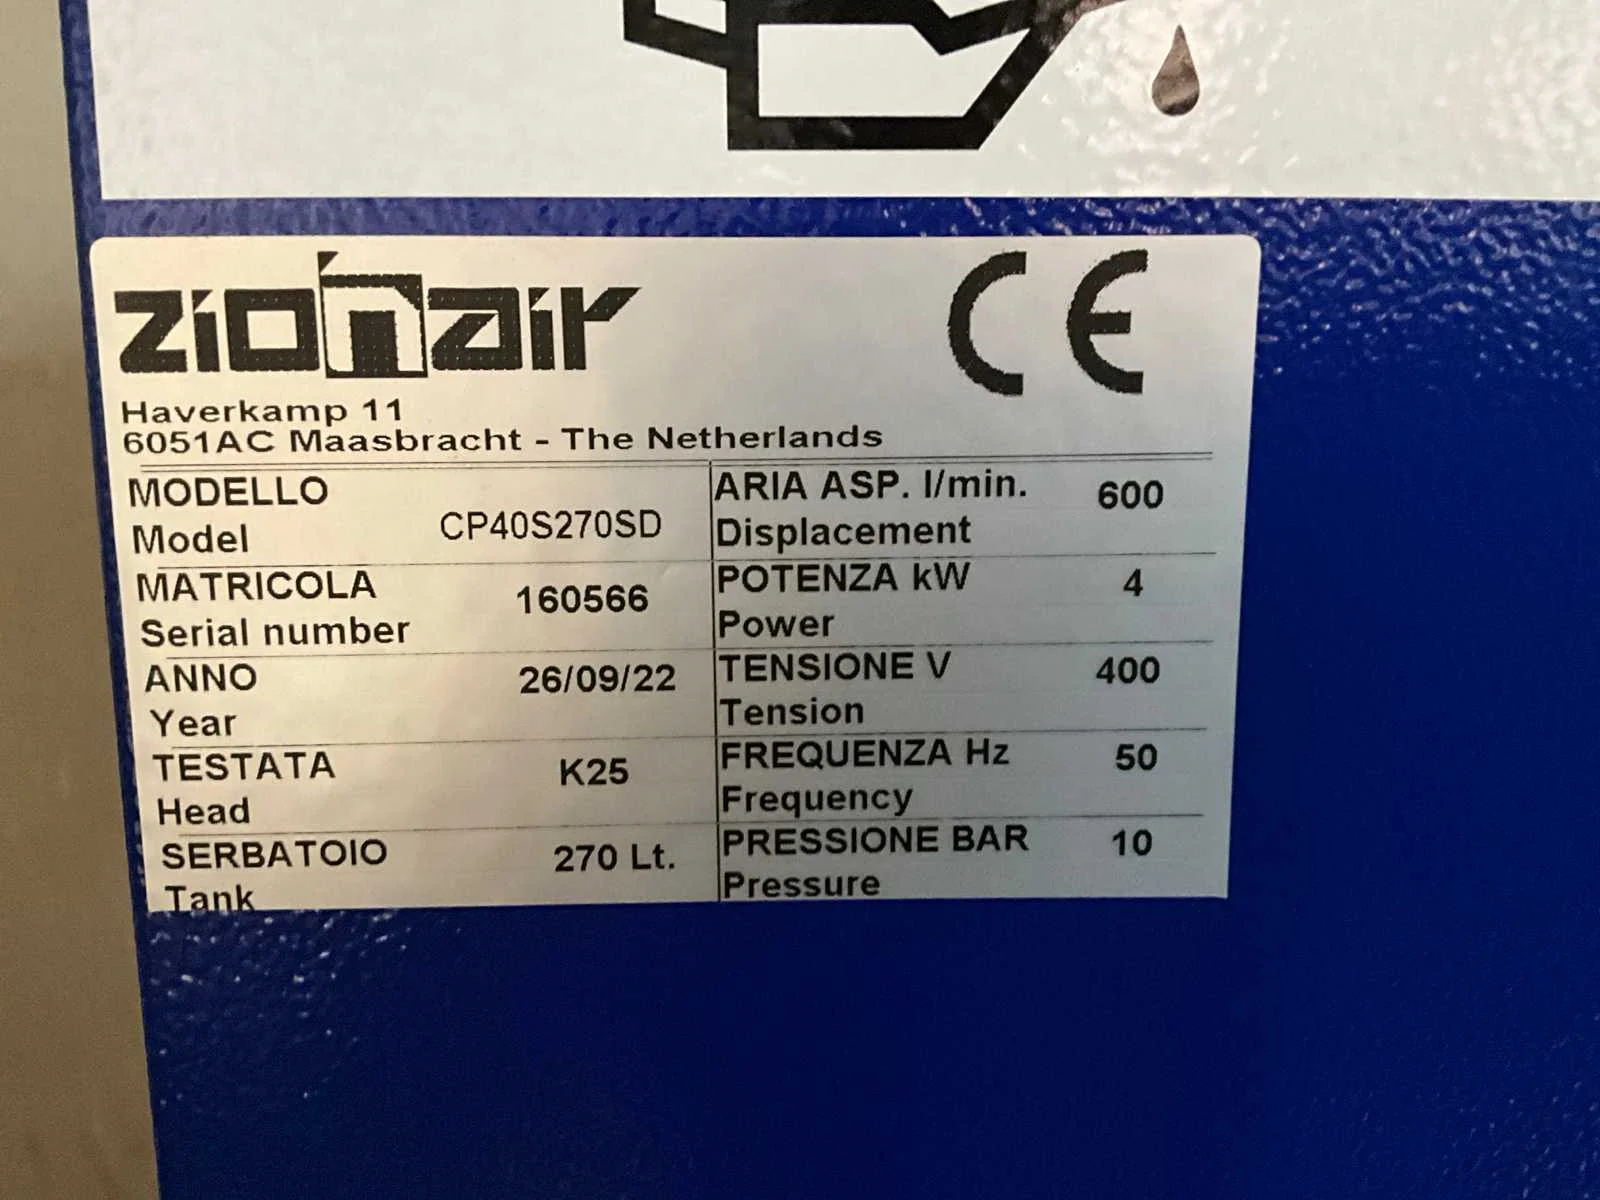 zionair
CE
Haverkamp 11
6051AC Maasbracht - The Netherlands
MODELLO
Model CP40S270SD
MATRICOLA
Serial number 160566
ANNO
Year 26/09/22
TESTATA
Head K25
SERBATOIO
Tank 270 Lt.
ARIA ASP. l/min. 600
Displacement
POTENZA kW 4
Power
TENSIONE V 400
Tension
FREQUENZA Hz 50
Frequency
PRESSIONE BAR 10
Pressure